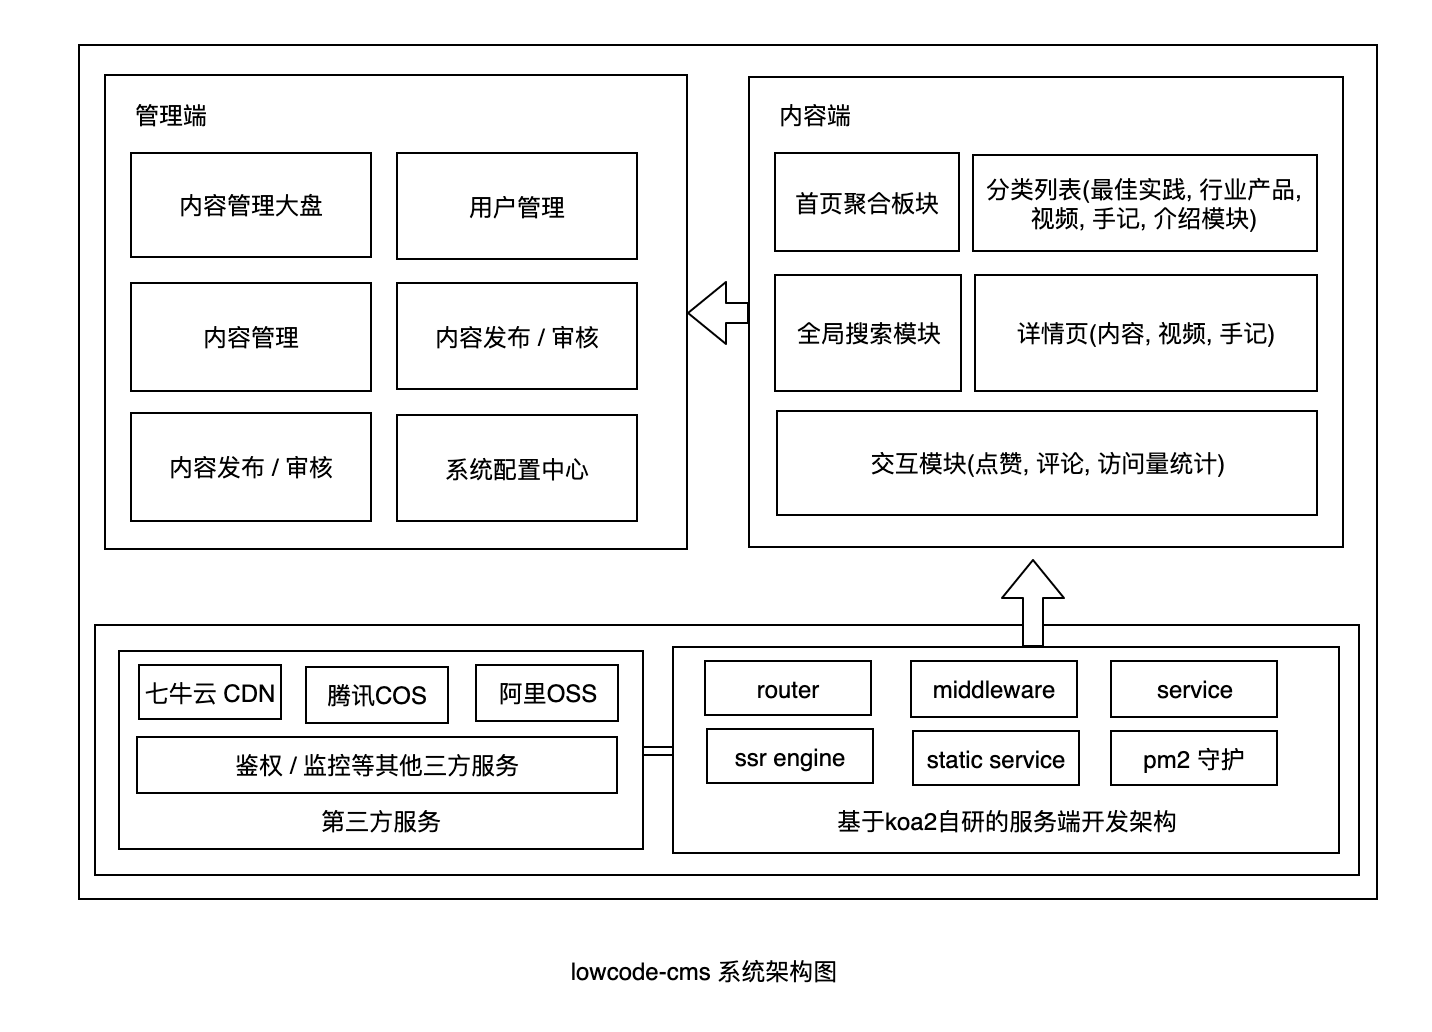 管理端
内容管理大盘
用户管理
内容管理
内容发布 / 审核
内容发布 / 审核
系统配置中心
内容端
首页聚合板块
分类列表(最佳实践, 行业产品,
视频, 手记, 介绍模块)
全局搜索模块
详情页(内容, 视频, 手记)
交互模块(点赞, 评论, 访问量统计)
七牛云 CDN
腾讯COS
阿里OSS
鉴权 / 监控等其他三方服务
第三方服务
router
middleware
service
ssr engine
static service
pm2 守护
基于koa2自研的服务端开发架构
lowcode-cms 系统架构图